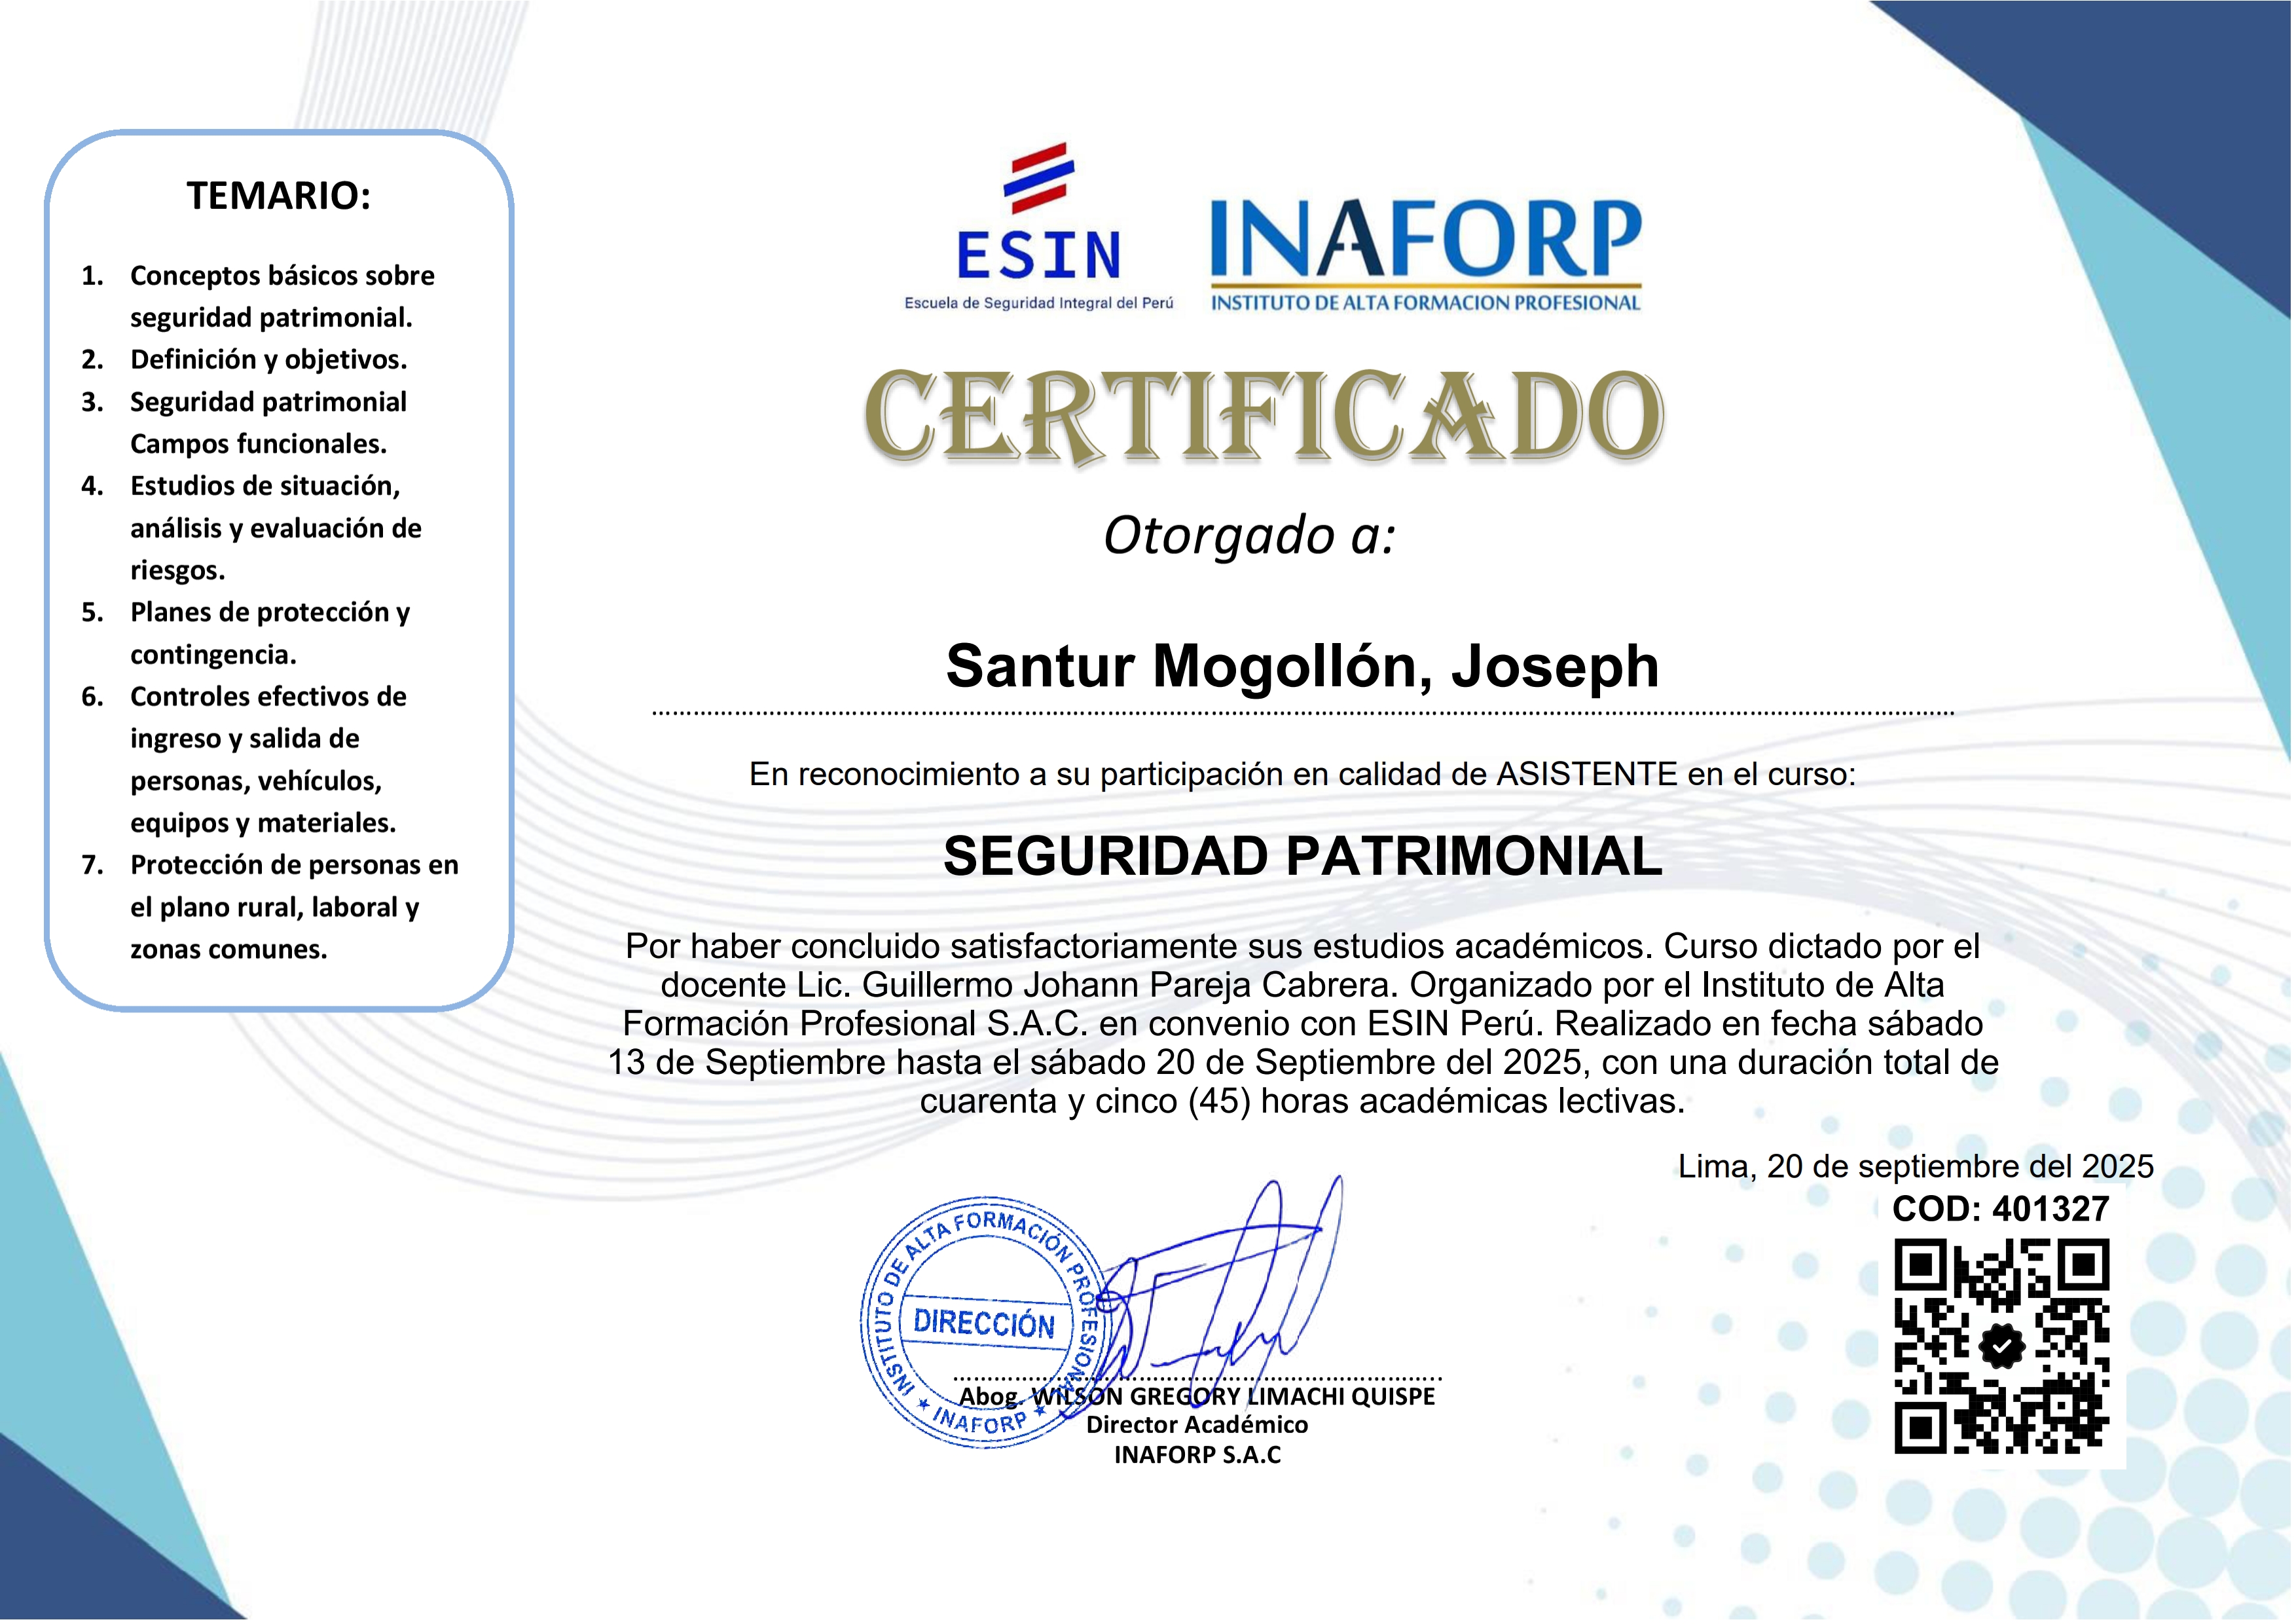 TEMARIO:
1. Conceptos básicos sobre
seguridad patrimonial.
2. Definición y objetivos.
3. Seguridad patrimonial
Campos funcionales.
4. Estudios de situación,
análisis y evaluación de
riesgos.
5. Planes de protección y
contingencia.
6. Controles efectivos de
ingreso y salida de
personas, vehículos,
equipos y materiales.
7. Protección de personas en
el plano rural, laboral y
zonas comunes.
ESIN
Escuela de Seguridad Integral del Perú
INAFORP
INSTITUTO DE ALTA FORMACION PROFESIONAL
CERTIFICADO
Otorgado a:
Santur Mogollón, Joseph
En reconocimiento a su participación en calidad de ASISTENTE en el curso:
SEGURIDAD PATRIMONIAL
Por haber concluido satisfactoriamente sus estudios académicos. Curso dictado por el
docente Lic. Guillermo Johann Pareja Cabrera. Organizado por el Instituto de Alta
Formación Profesional S.A.C. en convenio con ESIN Perú. Realizado en fecha sábado
13 de Septiembre hasta el sábado 20 de Septiembre del 2025, con una duración total de
cuarenta y cinco (45) horas académicas lectivas.
Lima, 20 de septiembre del 2025
COD: 401327
INSTITUTO DE ALTA FORMACIÓN PROFESIONAL
DIRECCIÓN
★ INAFORP ★
Abog. WILSON GREGORY LIMACHI QUISPE
Director Académico
INAFORP S.A.C